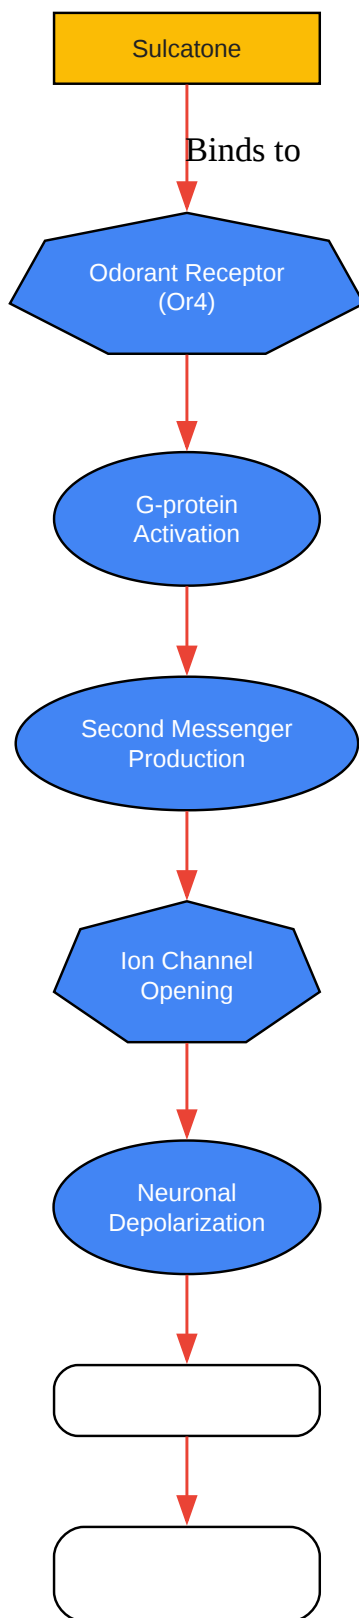 Sulcatone
Binds to
Odorant Receptor
(Or4)
G-protein
Activation
Second Messenger
Production
Ion Channel
Opening
Neuronal
Depolarization